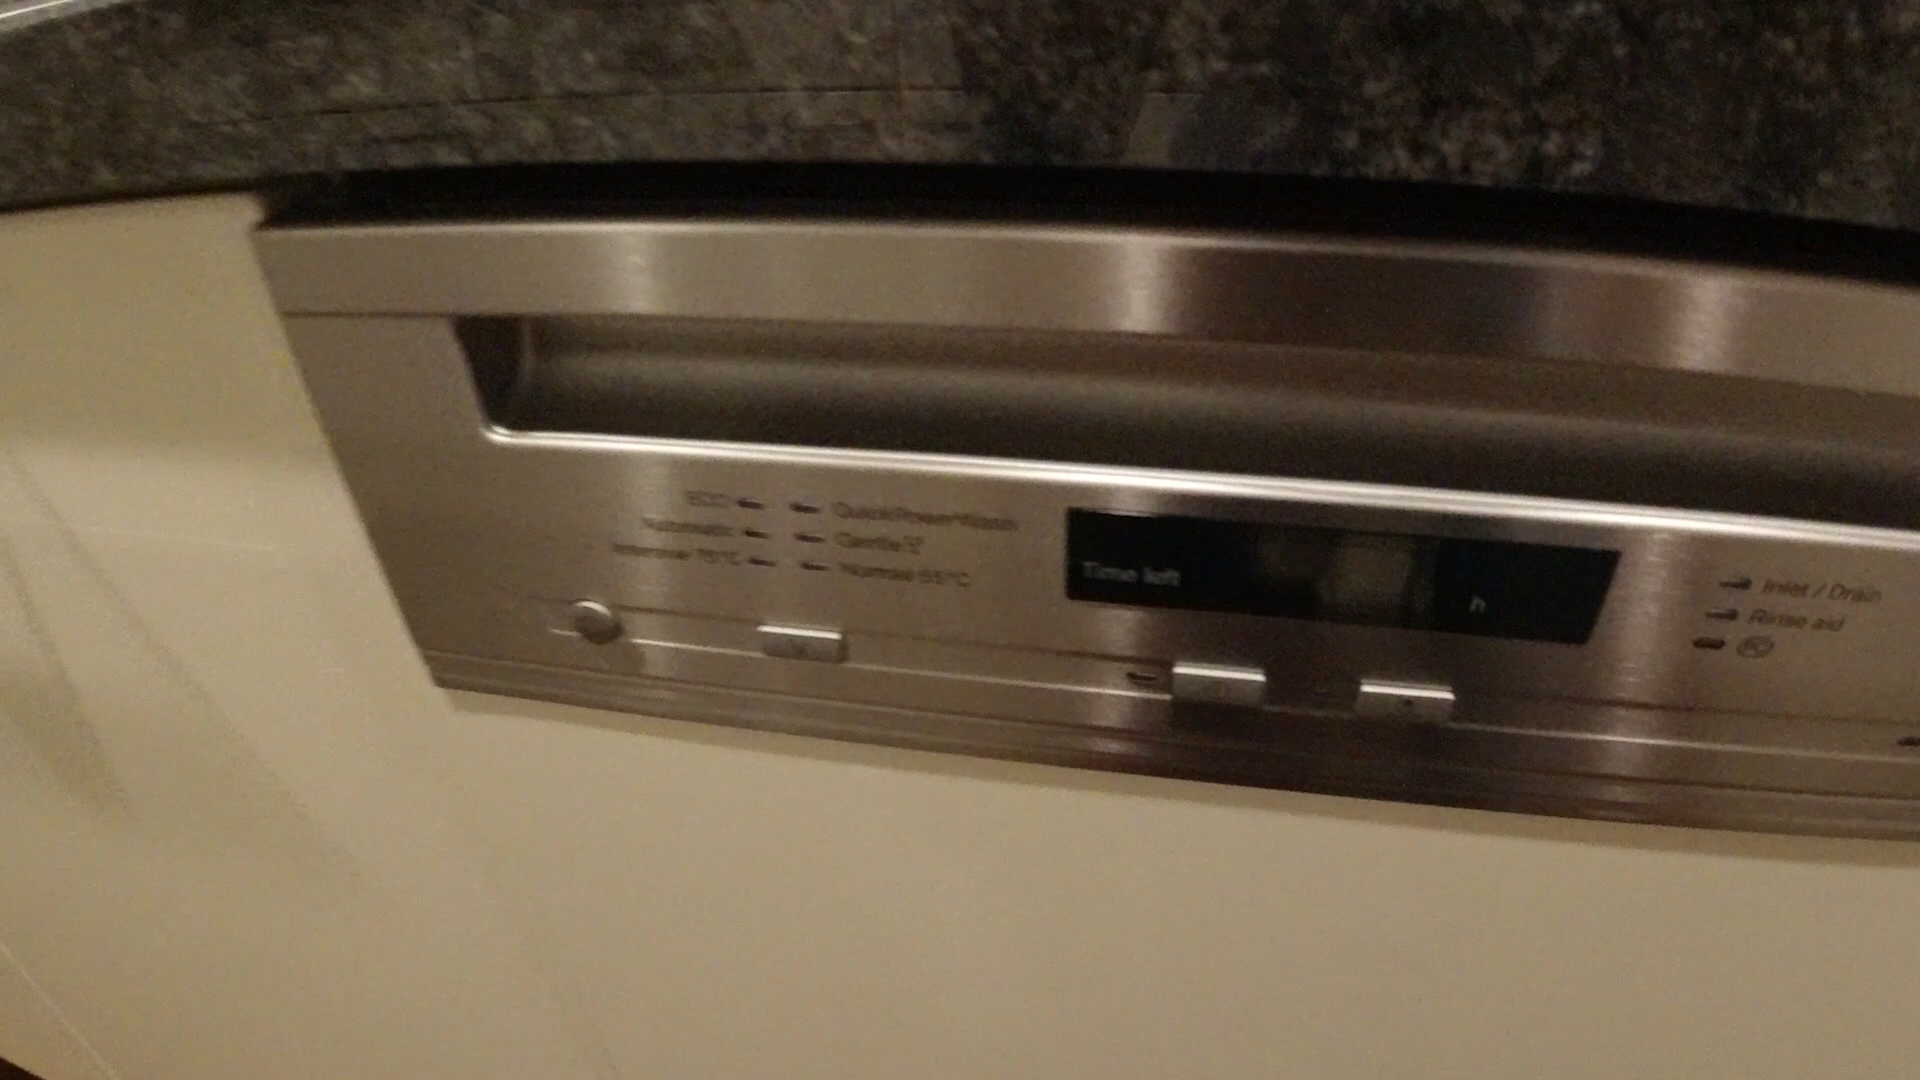 ECO QuickPowerWash
Automatic Gentle
Intensive 75°C Normal 55°C
Time left h
Inlet / Drain
Rinse aid